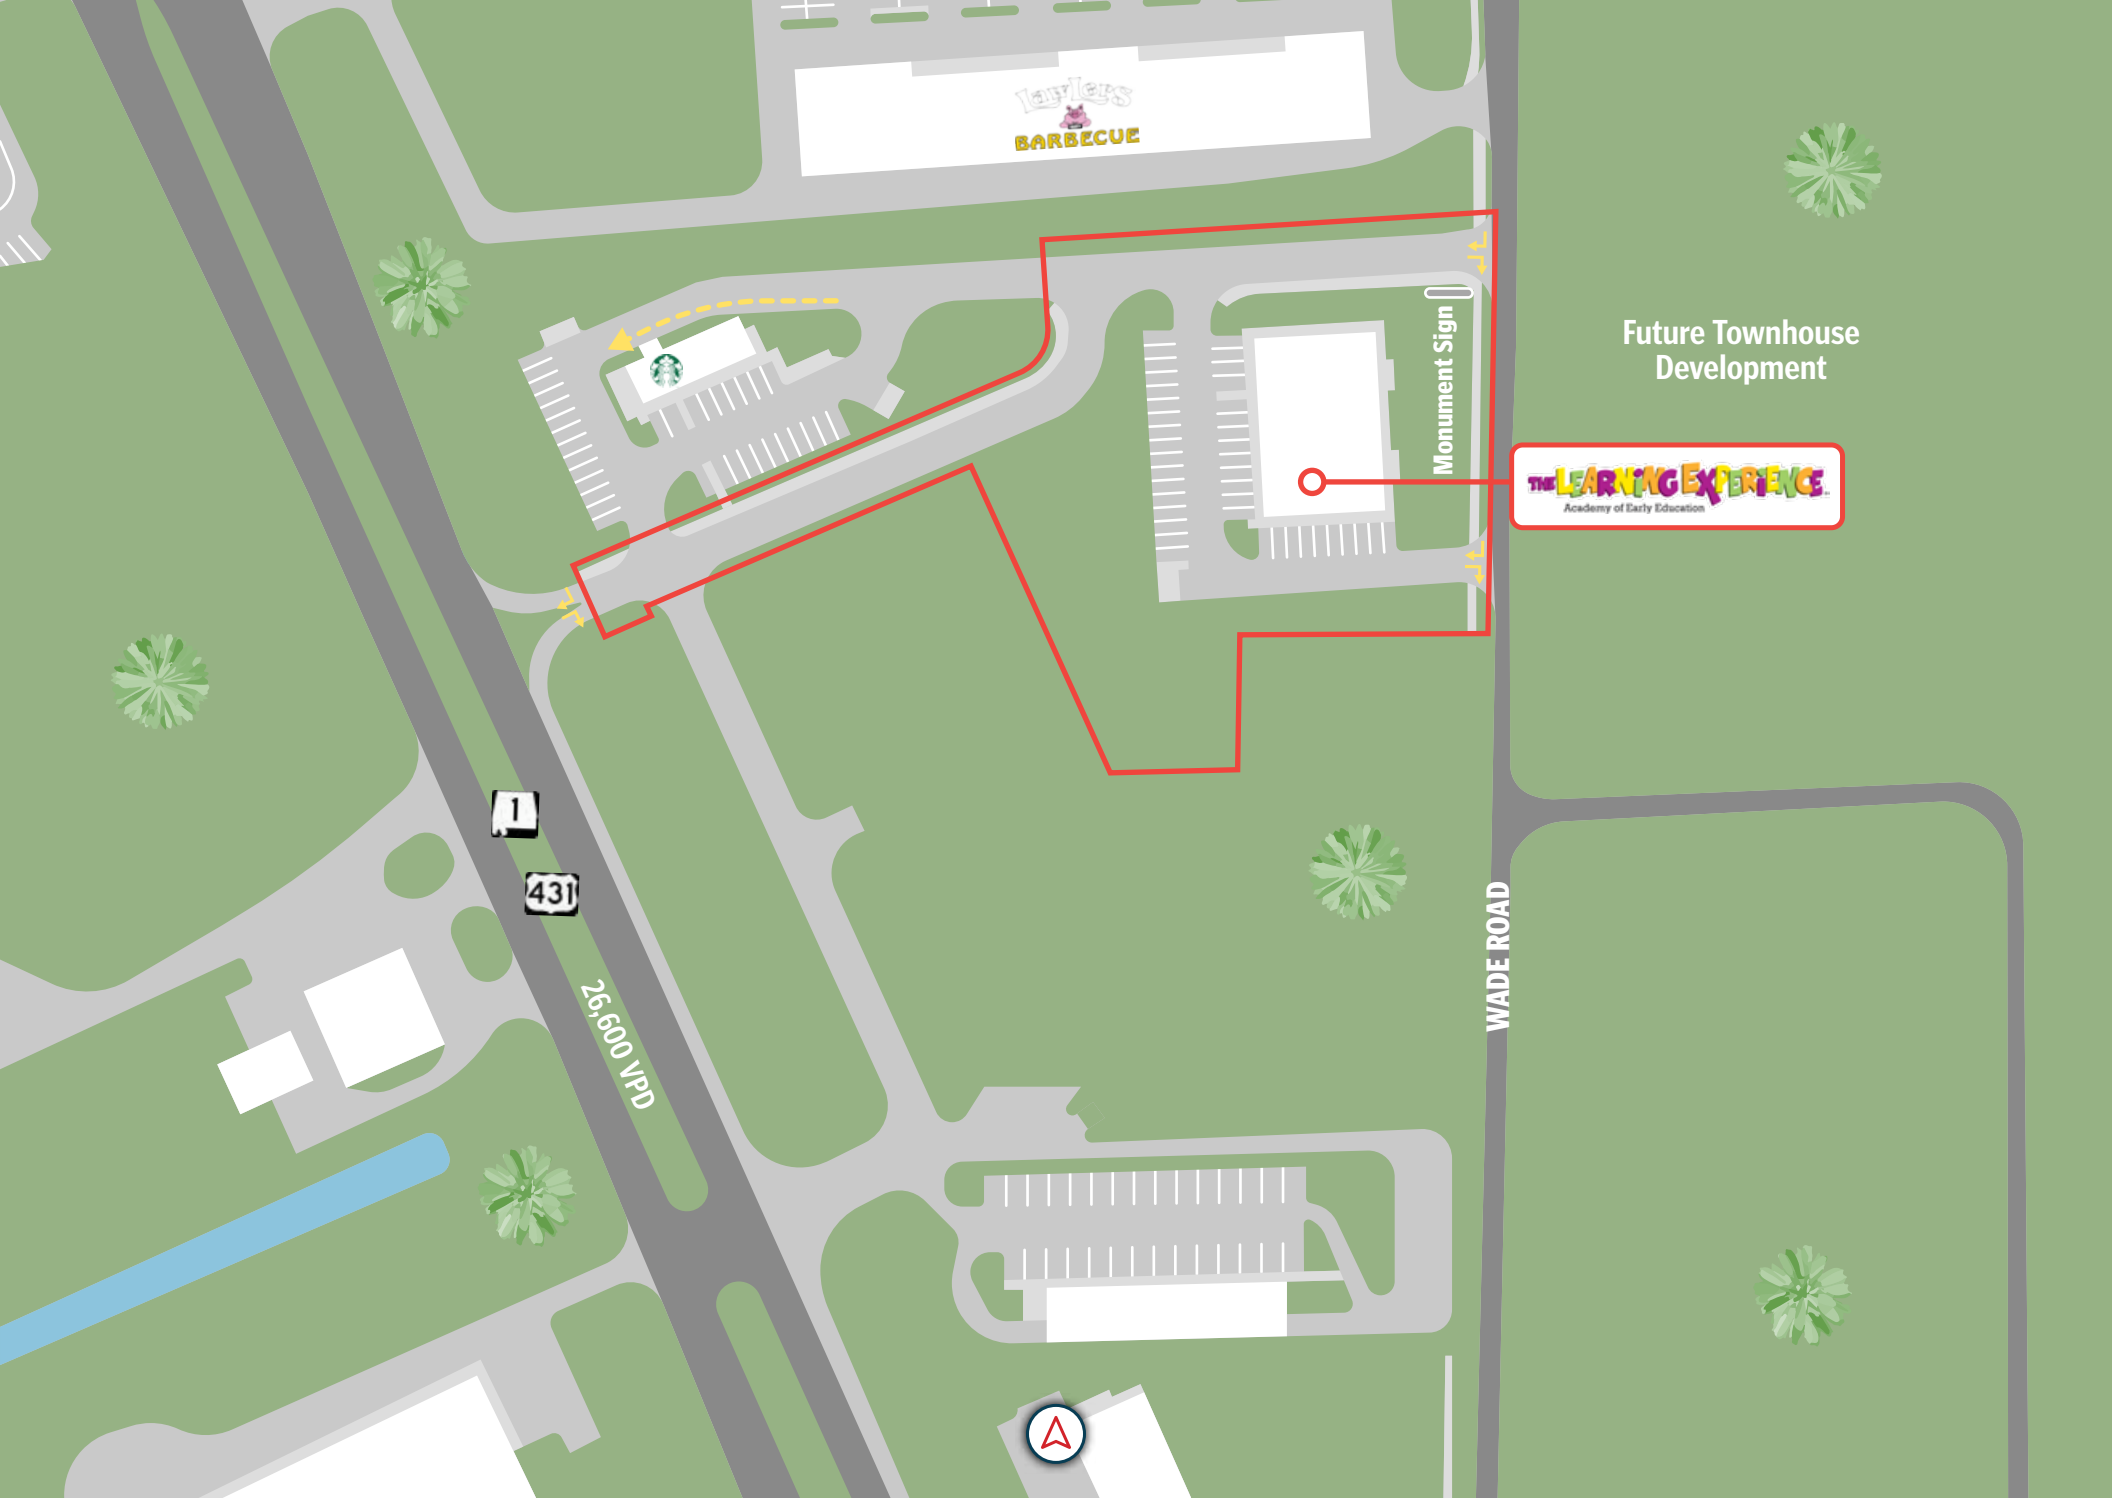 LawLers
BARBECUE
Monument Sign
Future Townhouse
Development
THE LEARNING EXPERIENCE
Academy of Early Education
1
431
26,600 VPD
WADE ROAD